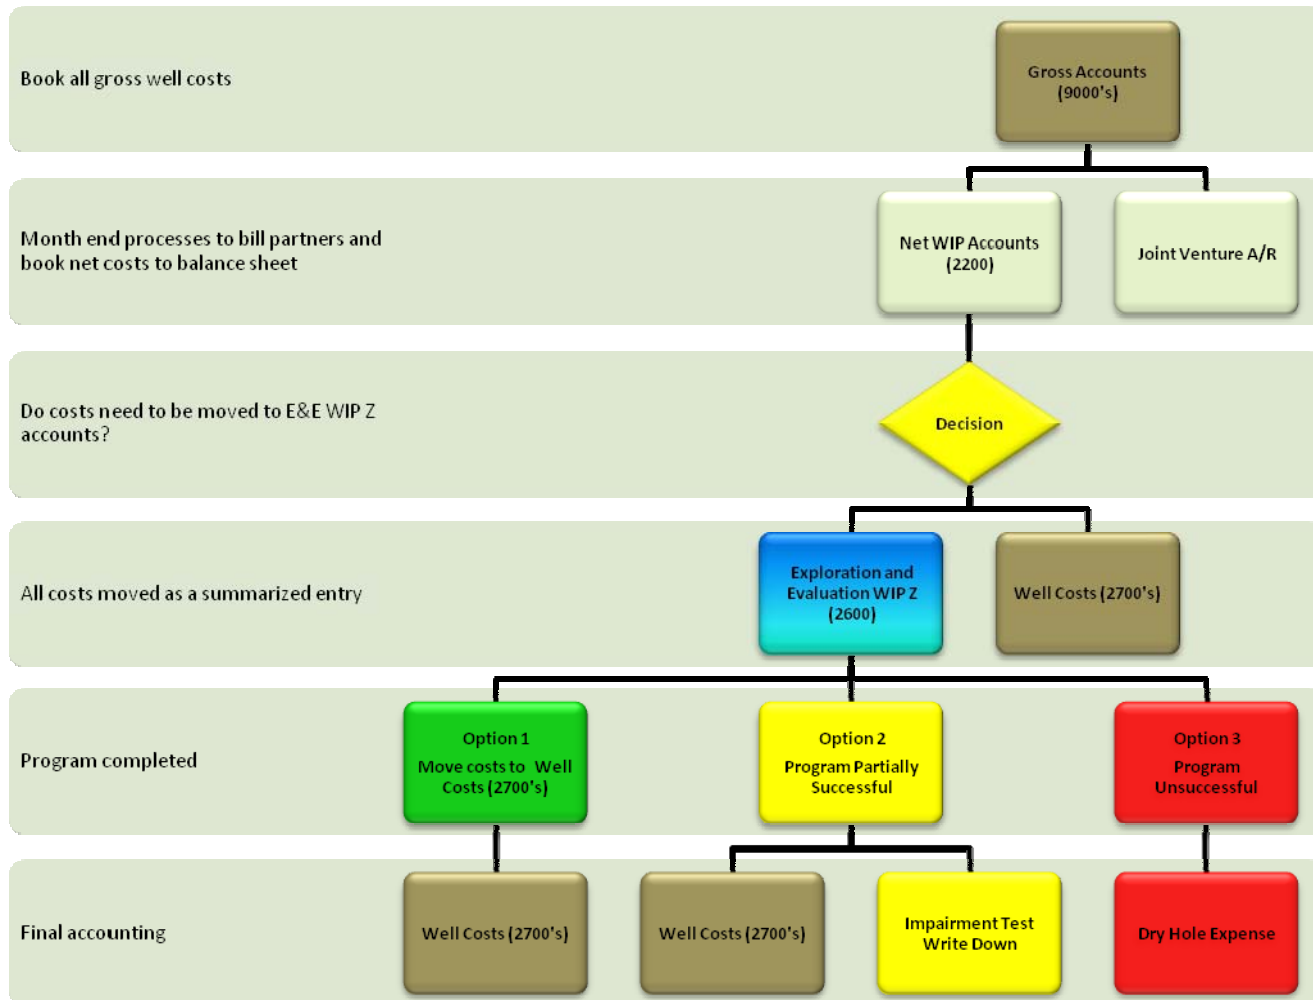 Book all gross well costs
Gross Accounts
(9000's)
Month end processes to bill partners and
book net costs to balance sheet
Net WIP Accounts
(2200)
Joint Venture A/R
Do costs need to be moved to E&E WIP Z
accounts?
Decision
All costs moved as a summarized entry
Exploration and
Evaluation WIP Z
(2600)
Well Costs (2700's)
Program completed
Option 1
Move costs to Well
Costs (2700's)
Option 2
Program Partially
Successful
Option 3
Program
Unsuccessful
Final accounting
Well Costs (2700's)
Well Costs (2700's)
Impairment Test
Write Down
Dry Hole Expense